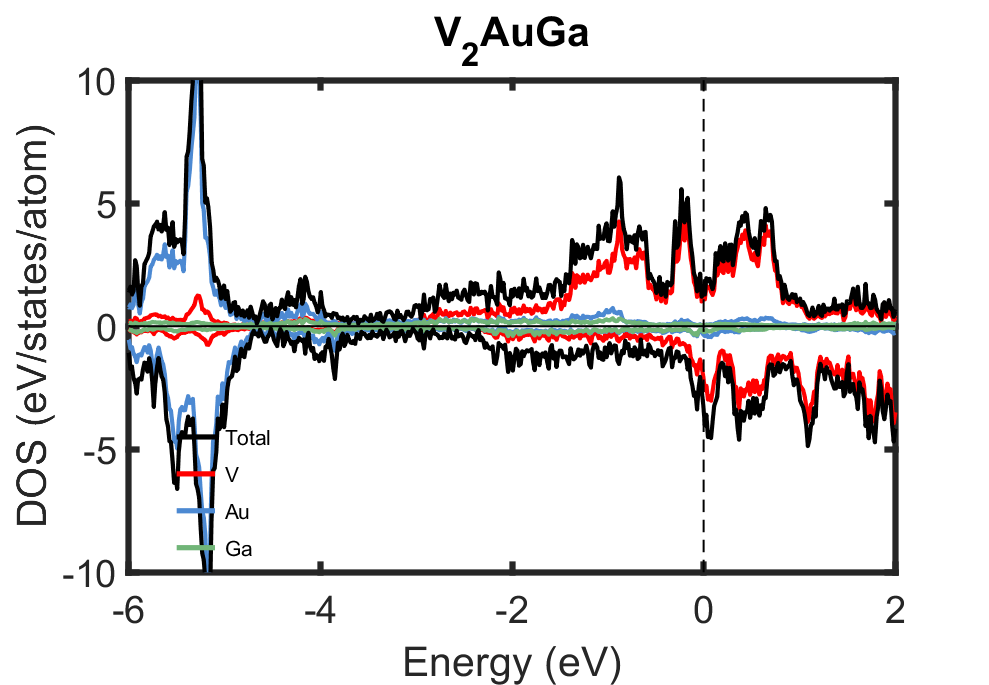 V2AuGa
10
5
0
-5
-10
DOS (eV/states/atom)
Total
V
Au
Ga
-6 -4 -2 0 2
Energy (eV)